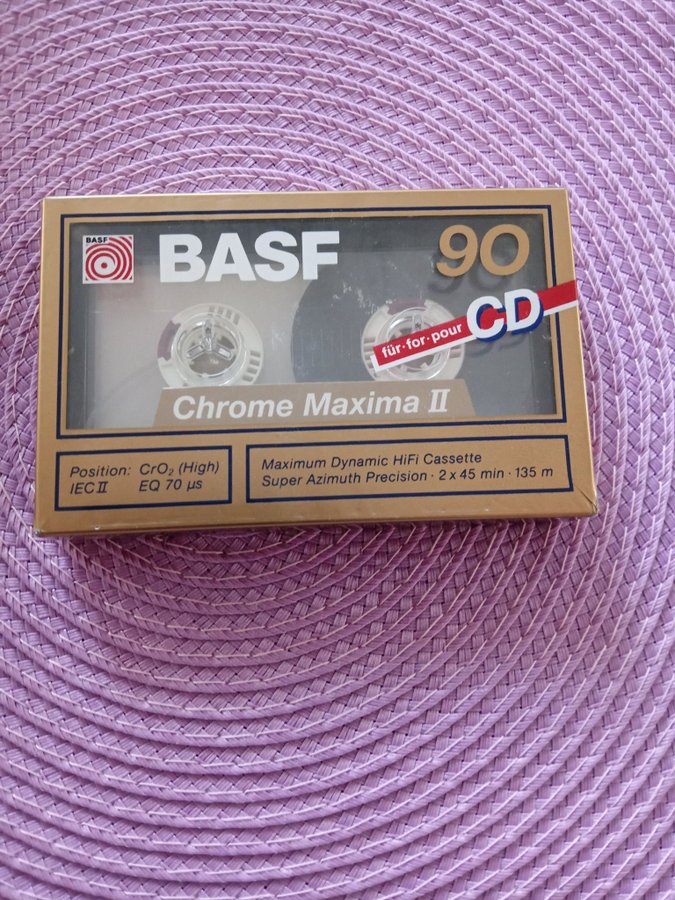 BASF
BASF
90
für·for·pour CD
Chrome Maxima II
Position: CrO₂ (High)
IEC II EQ 70 µs
Maximum Dynamic HiFi Cassette
Super Azimuth Precision · 2 x 45 min · 135 m